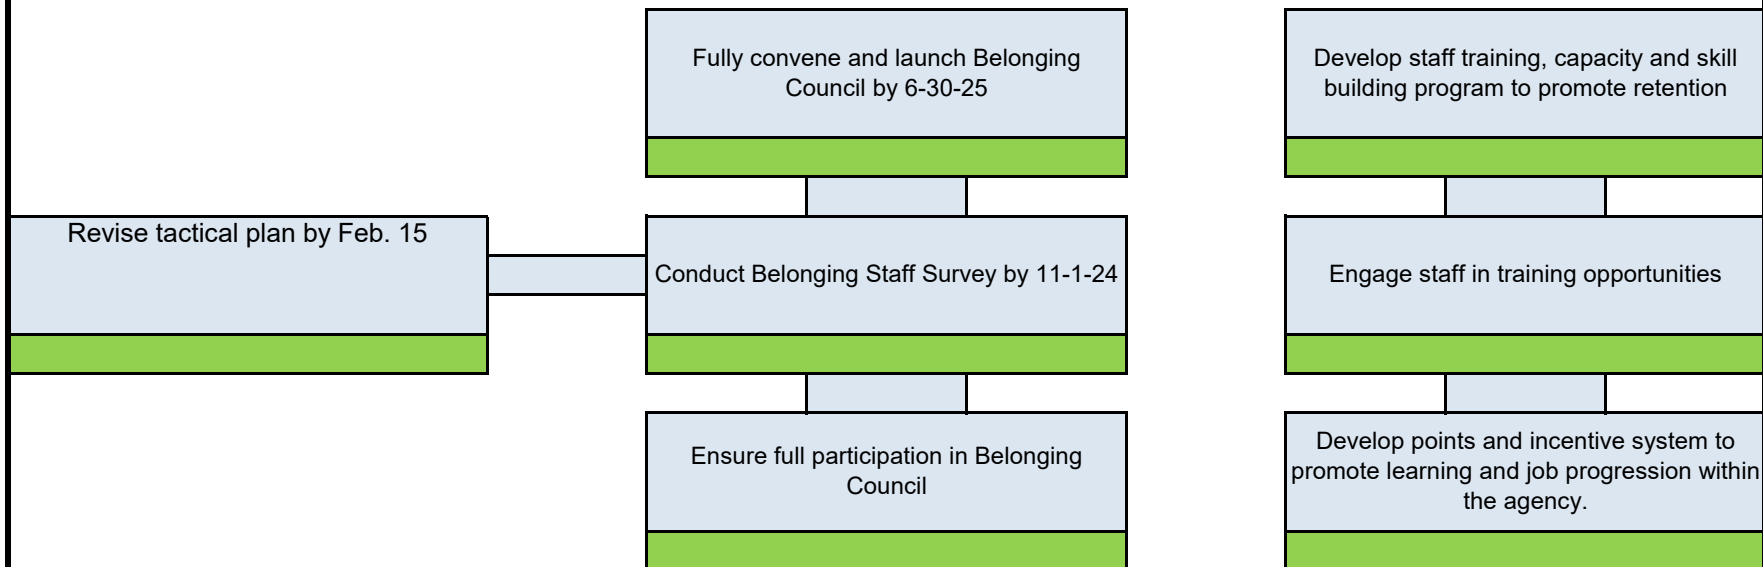 Fully convene and launch Belonging
Council by 6-30-25
Develop staff training, capacity and skill
building program to promote retention
Revise tactical plan by Feb. 15
Conduct Belonging Staff Survey by 11-1-24
Engage staff in training opportunities
Ensure full participation in Belonging
Council
Develop points and incentive system to
promote learning and job progression within
the agency.